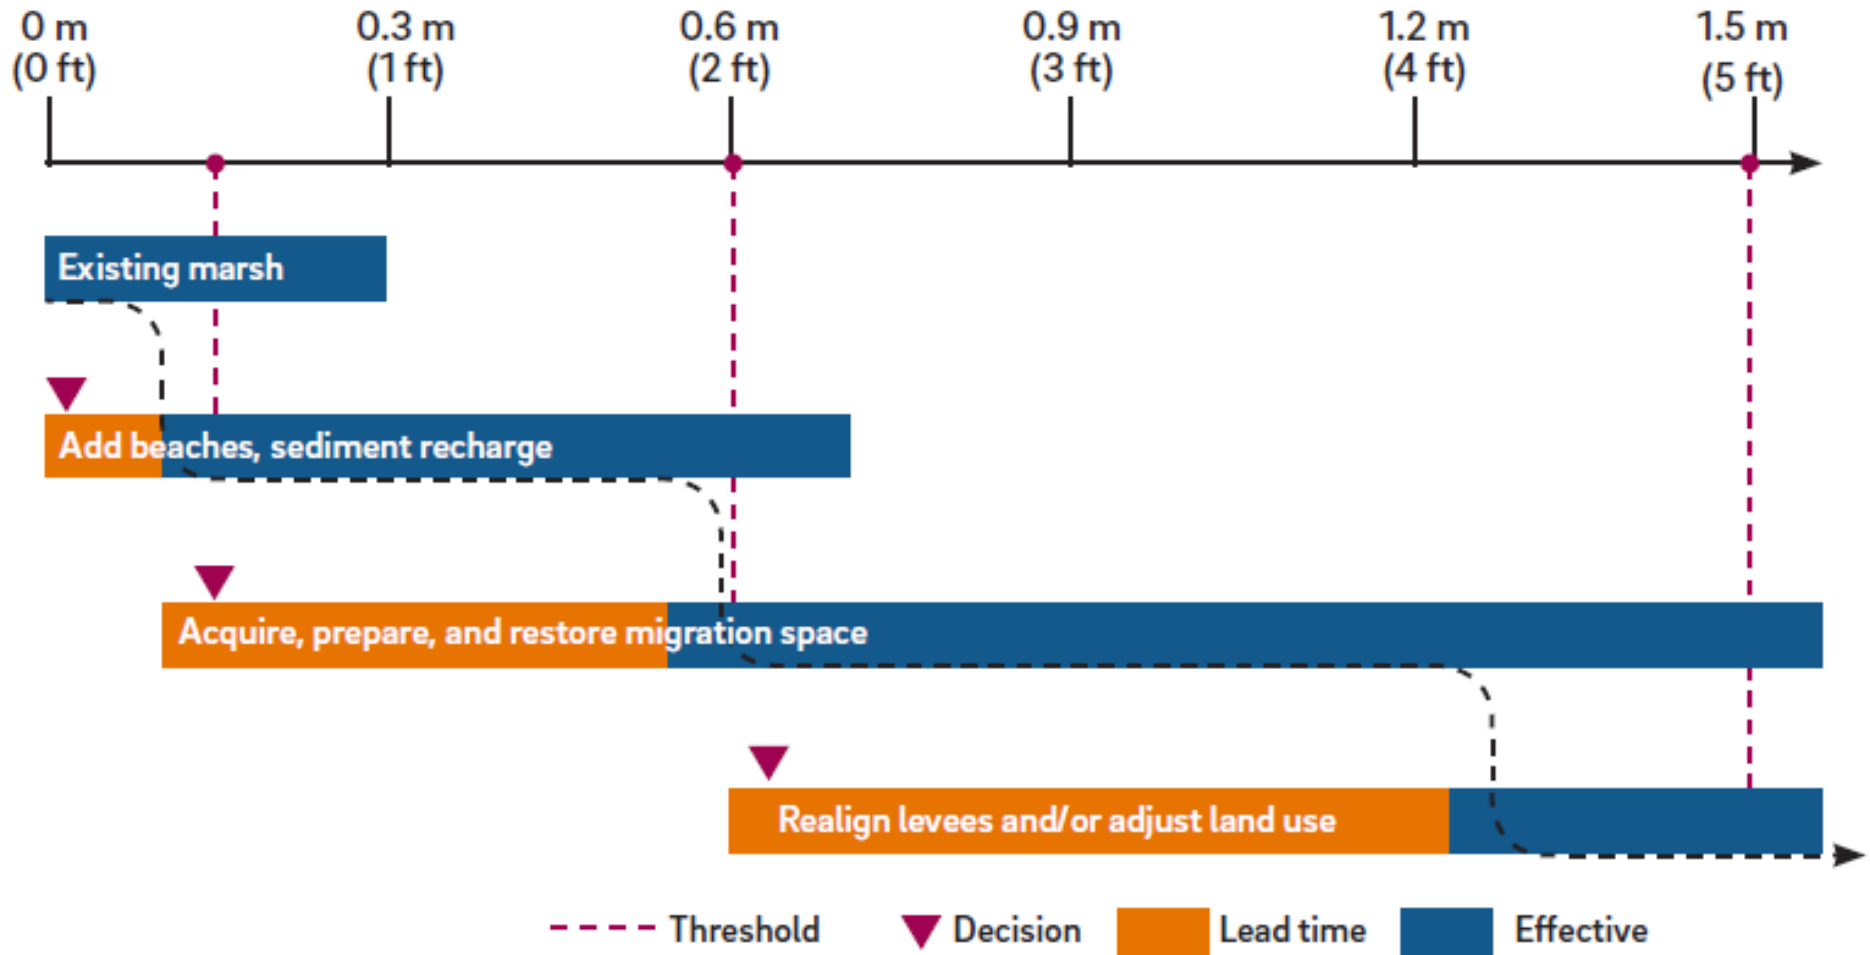 0 m 0.3 m 0.6 m 0.9 m 1.2 m 1.5 m
(0 ft) (1 ft) (2 ft) (3 ft) (4 ft) (5 ft)
Existing marsh
Add beaches, sediment recharge
Acquire, prepare, and restore migration space
Realign levees and/or adjust land use
Threshold Decision Lead time Effective